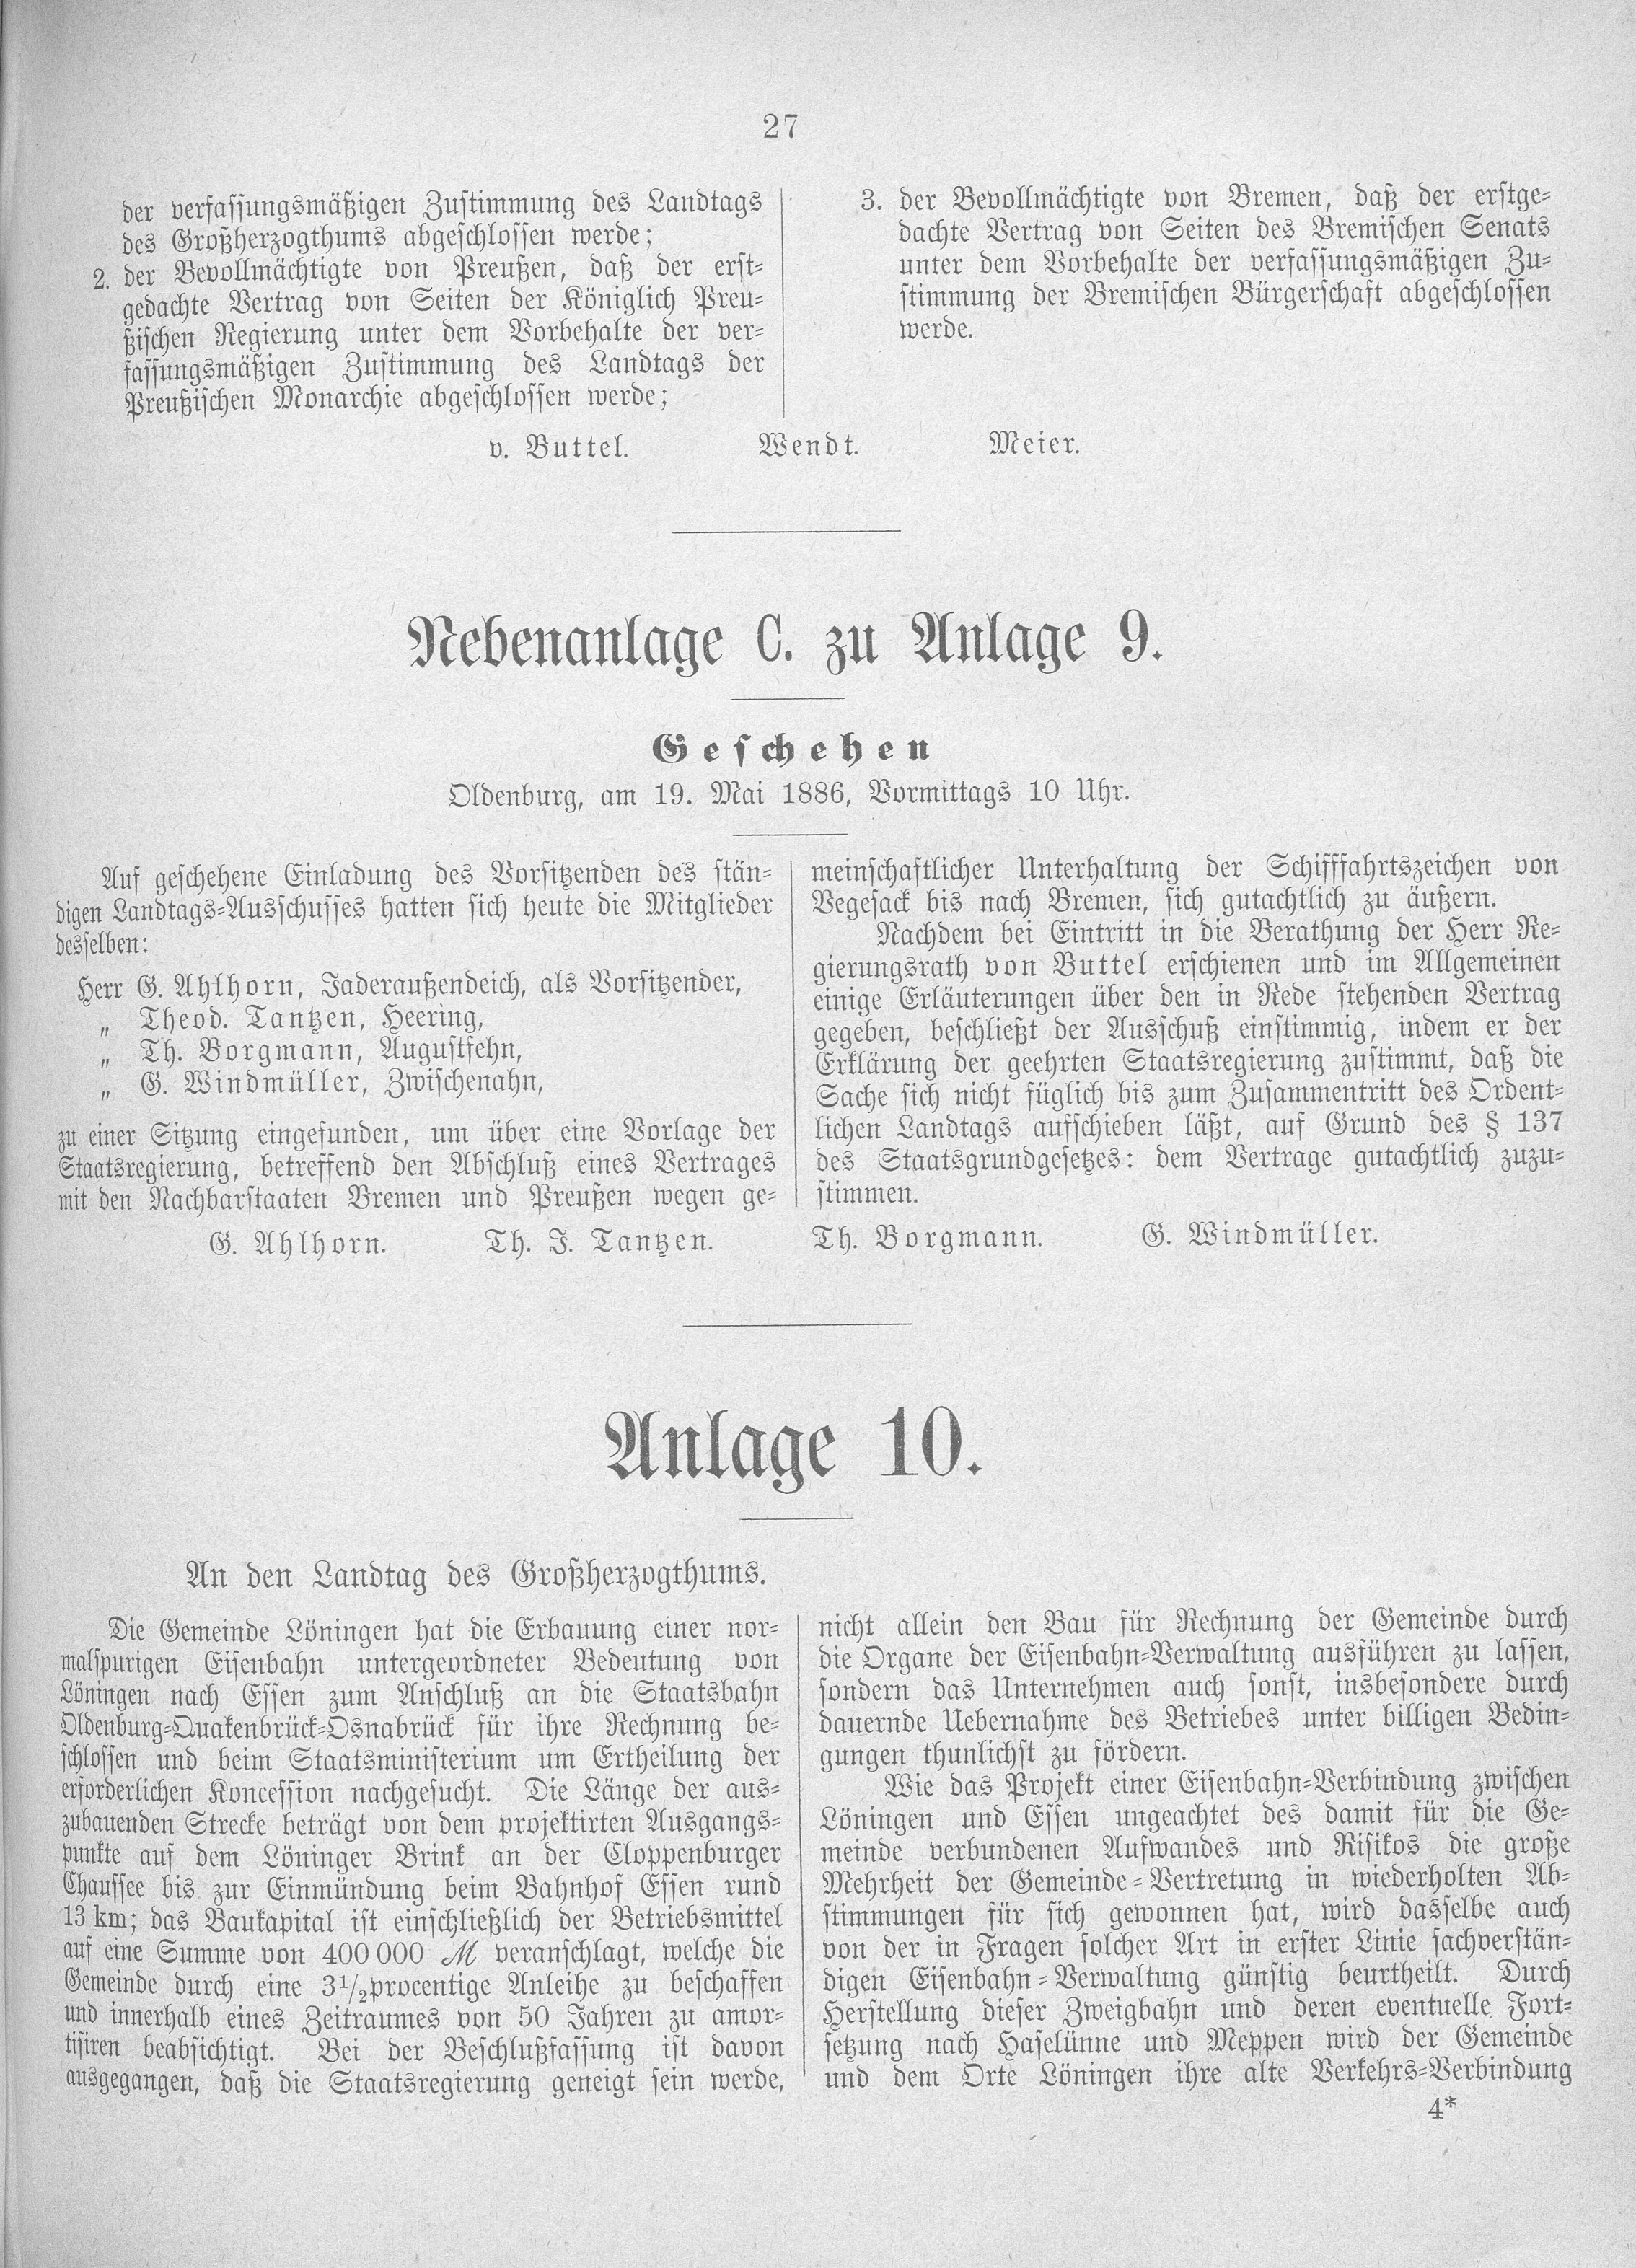 27
der verfassungsmäßigen Zustimmung des Landtags
des Großherzogthums abgeschlossen werde;
2. der Bevollmächtigte von Preußen, daß der erst-
gedachte Vertrag von Seiten der Königlich Preu-
ßischen Regierung unter dem Vorbehalte der ver-
fassungsmäßigen Zustimmung des Landtags der
Preußischen Monarchie abgeschlossen werde;
3. der Bevollmächtigte von Bremen, daß der erstge-
dachte Vertrag von Seiten des Bremischen Senats
unter dem Vorbehalte der verfassungsmäßigen Zu-
stimmung der Bremischen Bürgerschaft abgeschlossen
werde.
v. Buttel. Wendt. Meier.
Nebenanlage C. zu Anlage 9.
Geschehen
Oldenburg, am 19. Mai 1886, Vormittags 10 Uhr.
Auf geschehene Einladung des Vorsitzenden des stän-
digen Landtags-Ausschusses hatten sich heute die Mitglieder
desselben:
Herr G. Ahlhorn, Jaderaußendeich, als Vorsitzender,
„ Theod. Tantzen, Heering,
„ Th. Borgmann, Augustfehn,
„ G. Windmüller, Zwischenahn,
zu einer Sitzung eingefunden, um über eine Vorlage der
Staatsregierung, betreffend den Abschluß eines Vertrages
mit den Nachbarstaaten Bremen und Preußen wegen ge-
meinschaftlicher Unterhaltung der Schifffahrtszeichen von
Vegesack bis nach Bremen, sich gutachtlich zu äußern.
Nachdem bei Eintritt in die Berathung der Herr Re-
gierungsrath von Buttel erschienen und im Allgemeinen
einige Erläuterungen über den in Rede stehenden Vertrag
gegeben, beschließt der Ausschuß einstimmig, indem er der
Erklärung der geehrten Staatsregierung zustimmt, daß die
Sache sich nicht füglich bis zum Zusammentritt des Ordent-
lichen Landtags aufschieben läßt, auf Grund des § 137
des Staatsgrundgesetzes: dem Vertrage gutachtlich zuzu-
stimmen.
G. Ahlhorn. Th. J. Tantzen. Th. Borgmann. G. Windmüller.
Anlage 10.
An den Landtag des Großherzogthums.
Die Gemeinde Löningen hat die Erbauung einer nor-
malspurigen Eisenbahn untergeordneter Bedeutung von
Löningen nach Essen zum Anschluß an die Staatsbahn
Oldenburg-Quakenbrück-Osnabrück für ihre Rechnung be-
schlossen und beim Staatsministerium um Ertheilung der
erforderlichen Koncession nachgesucht. Die Länge der aus-
zubauenden Strecke beträgt von dem projektirten Ausgangs-
punkte auf dem Löninger Brink an der Cloppenburger
Chaussee bis zur Einmündung beim Bahnhof Essen rund
13 km; das Baukapital ist einschließlich der Betriebsmittel
auf eine Summe von 400 000 M veranschlagt, welche die
Gemeinde durch eine 3½procentige Anleihe zu beschaffen
und innerhalb eines Zeitraumes von 50 Jahren zu amor-
tisiren beabsichtigt. Bei der Beschlußfassung ist davon
ausgegangen, daß die Staatsregierung geneigt sein werde,
nicht allein den Bau für Rechnung der Gemeinde durch
die Organe der Eisenbahn-Verwaltung ausführen zu lassen,
sondern das Unternehmen auch sonst, insbesondere durch
dauernde Uebernahme des Betriebes unter billigen Bedin-
gungen thunlichst zu fördern.
Wie das Projekt einer Eisenbahn-Verbindung zwischen
Löningen und Essen ungeachtet des damit für die Ge-
meinde verbundenen Aufwandes und Risikos die große
Mehrheit der Gemeinde-Vertretung in wiederholten Ab-
stimmungen für sich gewonnen hat, wird dasselbe auch
von der in Fragen solcher Art in erster Linie sachverstän-
digen Eisenbahn-Verwaltung günstig beurtheilt. Durch
Herstellung dieser Zweigbahn und deren eventuelle Fort-
setzung nach Haselünne und Meppen wird der Gemeinde
und dem Orte Löningen ihre alte Verkehrs-Verbindung
4*